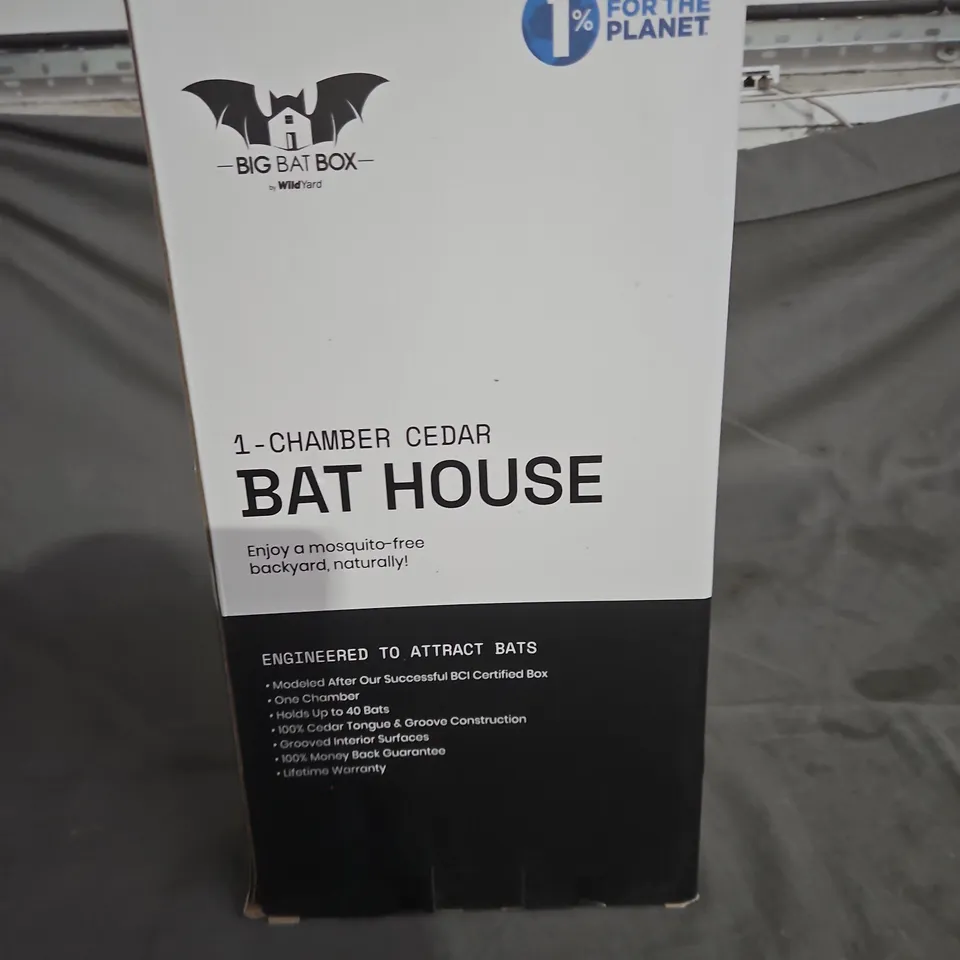 1% FOR THE
PLANET
BIG BAT BOX
by WildYard
1-CHAMBER CEDAR
BAT HOUSE
Enjoy a mosquito-free
backyard, naturally!
ENGINEERED TO ATTRACT BATS
• Modeled After Our Successful BCI Certified Box
• One Chamber
• Holds Up to 40 Bats
• 100% Cedar Tongue & Groove Construction
• Grooved Interior Surfaces
• 100% Money Back Guarantee
• Lifetime Warranty